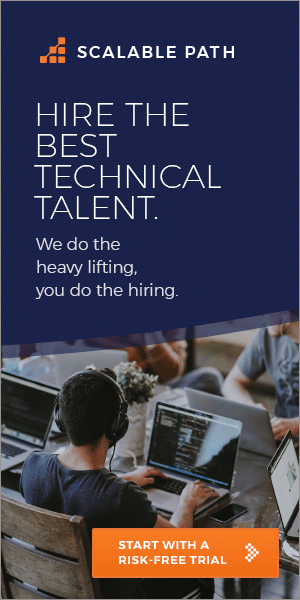 SCALABLE PATH
HIRE THE
BEST
TECHNICAL
TALENT.
We do the
heavy lifting,
you do the hiring.
START WITH A
RISK-FREE TRIAL